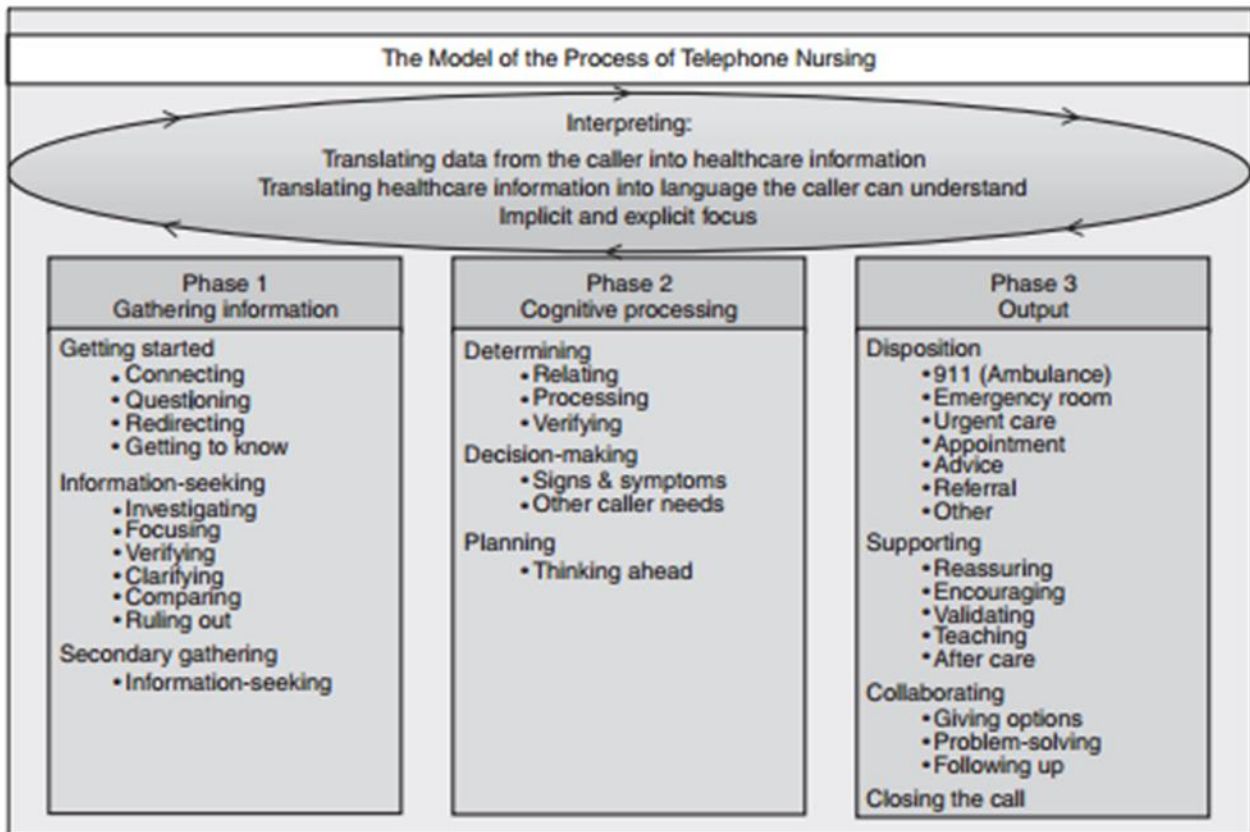 The Model of the Process of Telephone Nursing
Interpreting:
Translating data from the caller into healthcare information
Translating healthcare information into language the caller can understand
Implicit and explicit focus
Phase 1
Gathering information
Getting started
• Connecting
• Questioning
• Redirecting
• Getting to know
Information-seeking
• Investigating
• Focusing
• Verifying
• Clarifying
• Comparing
• Ruling out
Secondary gathering
• Information-seeking
Phase 2
Cognitive processing
Determining
• Relating
• Processing
• Verifying
Decision-making
• Signs & symptoms
• Other caller needs
Planning
• Thinking ahead
Phase 3
Output
Disposition
• 911 (Ambulance)
• Emergency room
• Urgent care
• Appointment
• Advice
• Referral
• Other
Supporting
• Reassuring
• Encouraging
• Validating
• Teaching
• After care
Collaborating
• Giving options
• Problem-solving
• Following up
Closing the call